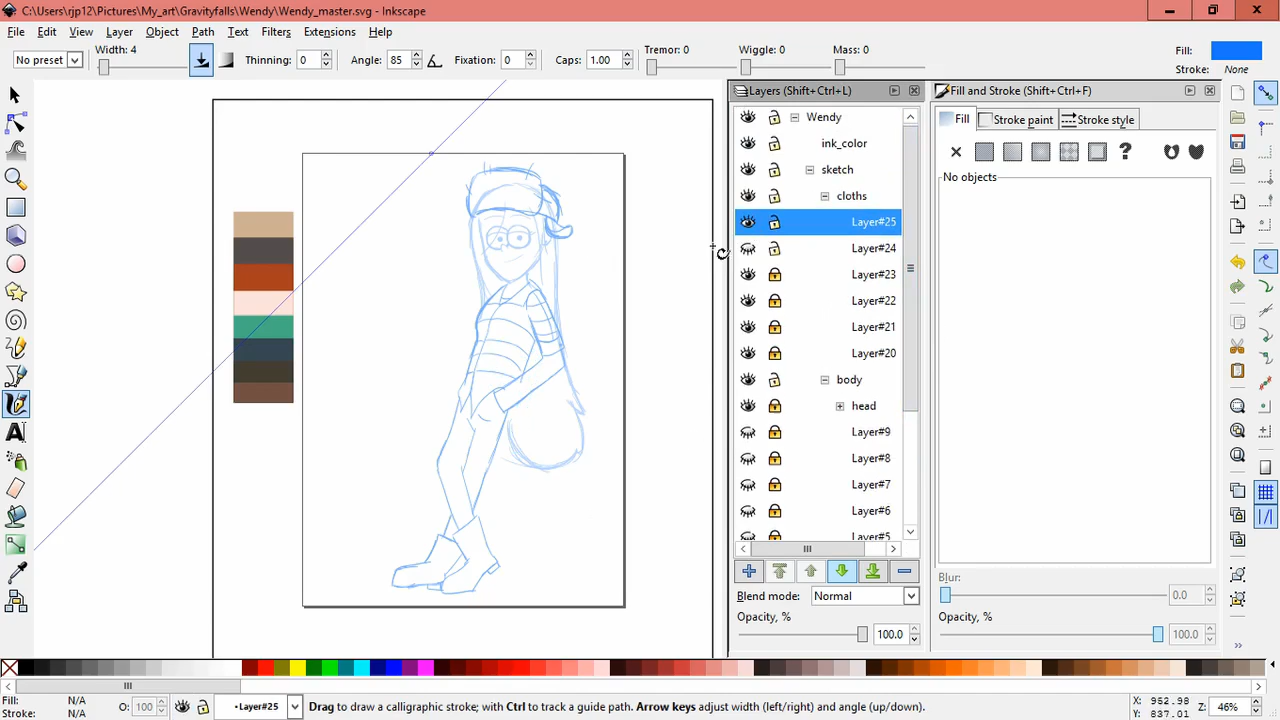 C:\Users\rjp12\Pictures\My_art\Gravityfalls\Wendy\Wendy_master.svg - Inkscape
File Edit View Layer Object Path Text Filters Extensions Help
No preset Width: 4 Thinning: 0 Angle: 85 Fixation: 0 Caps: 1.00 Tremor: 0 Wiggle: 0 Mass: 0 Fill:
Stroke: None
Layers (Shift+Ctrl+L)
Wendy
ink_color
sketch
cloths
Layer#25
Layer#24
Layer#23
Layer#22
Layer#21
Layer#20
body
head
Layer#9
Layer#8
Layer#7
Layer#6
Layer#5
Blend mode: Normal
Opacity, %
100.0
Fill and Stroke (Shift+Ctrl+F)
Fill Stroke paint Stroke style
?
No objects
Blur:
0.0
Opacity, %
100.0
Fill: N/A
Stroke: N/A
O: 100
•Layer#25
Drag to draw a calligraphic stroke; with Ctrl to track a guide path. Arrow keys adjust width (left/right) and angle (up/down).
X: 952.98
Y: 837.01
Z: 46%